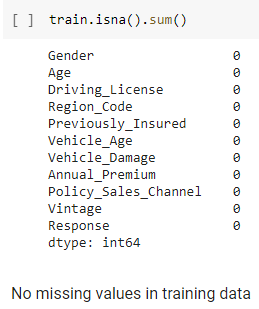 [ ] train.isna().sum()
Gender 0
Age 0
Driving_License 0
Region_Code 0
Previously_Insured 0
Vehicle_Age 0
Vehicle_Damage 0
Annual_Premium 0
Policy_Sales_Channel 0
Vintage 0
Response 0
dtype: int64
No missing values in training data